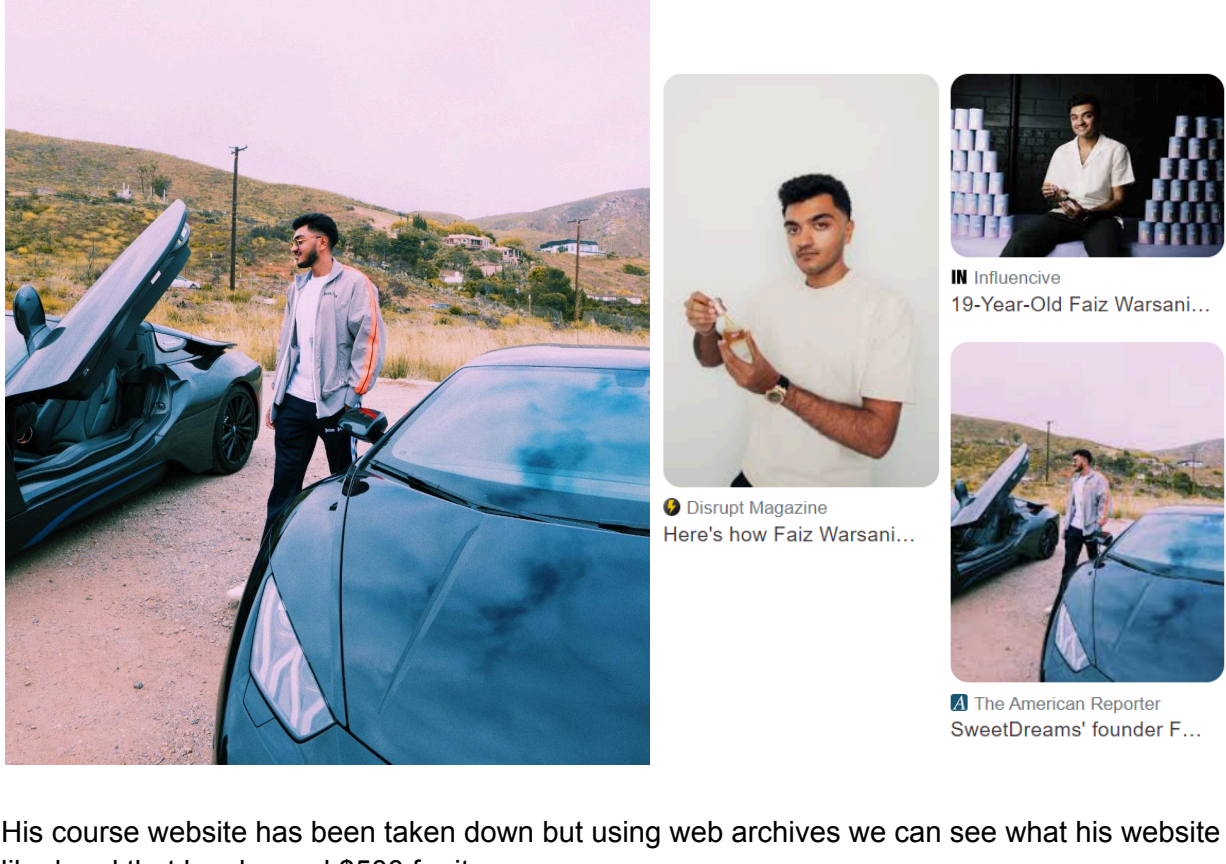 IN Influencive
19-Year-Old Faiz Warsani...
Disrupt Magazine
Here's how Faiz Warsani...
A The American Reporter
SweetDreams' founder F...
His course website has been taken down but using web archives we can see what his website